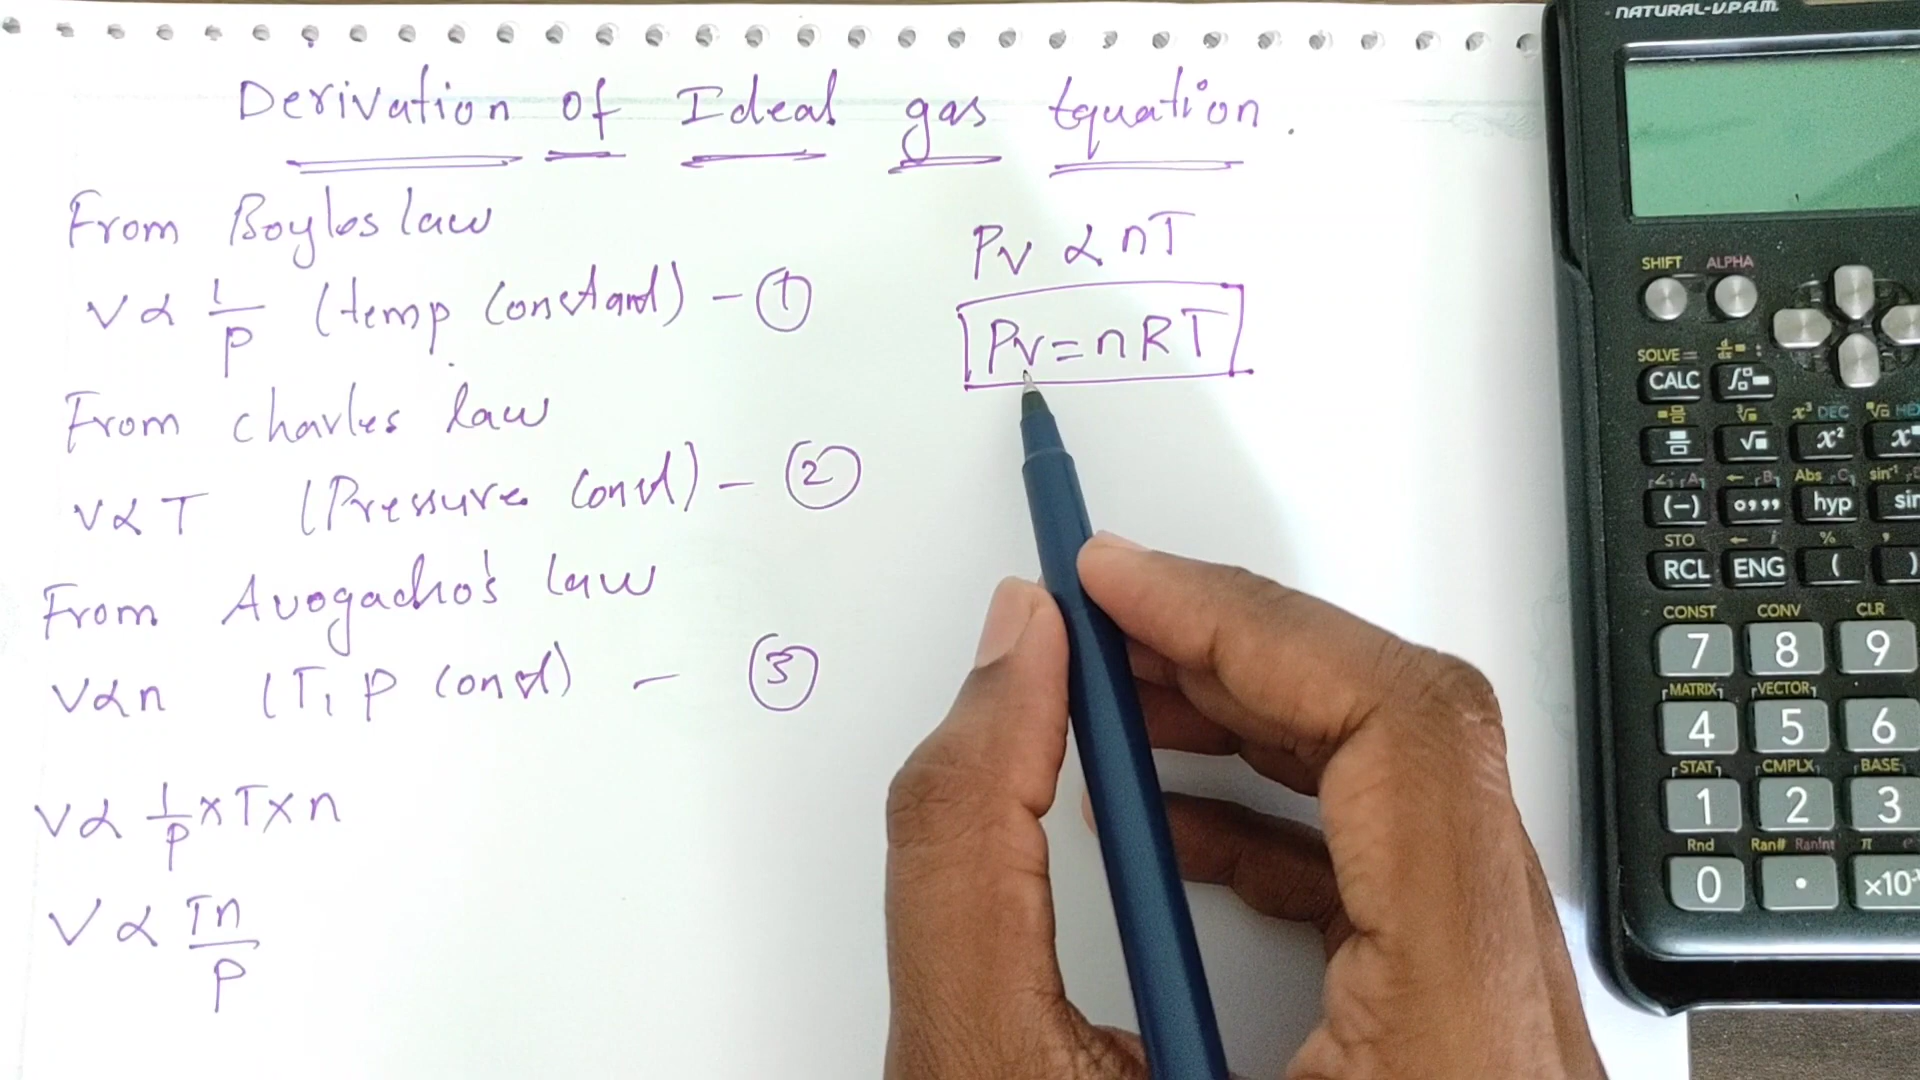 Derivation of Ideal gas Equation.
From Boyles law
V ∝ 1/P (temp constant) - ①
From charles law
V ∝ T (Pressure const) - ②
From Avogadro's law
V ∝ n (T, P const) - ③
V ∝ 1/P × T × n
V ∝ Tn/P
PV ∝ nT
PV = nRT
NATURAL-V.P.A.M.
SHIFT ALPHA
SOLVE =
CALC
x³ DEC
x²
Abs sin⁻¹
(−) hyp sin
STO
RCL ENG ( )
CONST CONV CLR
7 8 9
MATRIX VECTOR
4 5 6
STAT CMPLX BASE
1 2 3
Rnd Ran# RanInt π
0 . ×10